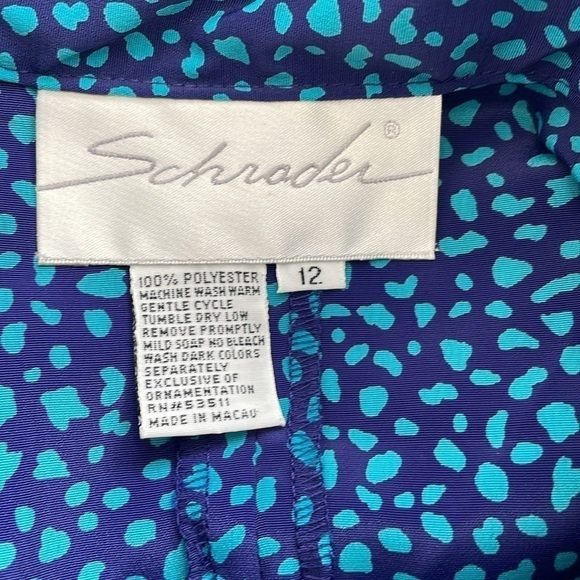 Schrader®
12
100% POLYESTER
MACHINE WASH WARM
GENTLE CYCLE
TUMBLE DRY LOW
REMOVE PROMPTLY
MILD SOAP NO BLEACH
WASH DARK COLORS
SEPARATELY
EXCLUSIVE OF
ORNAMENTATION
RN#53511
MADE IN MACAU